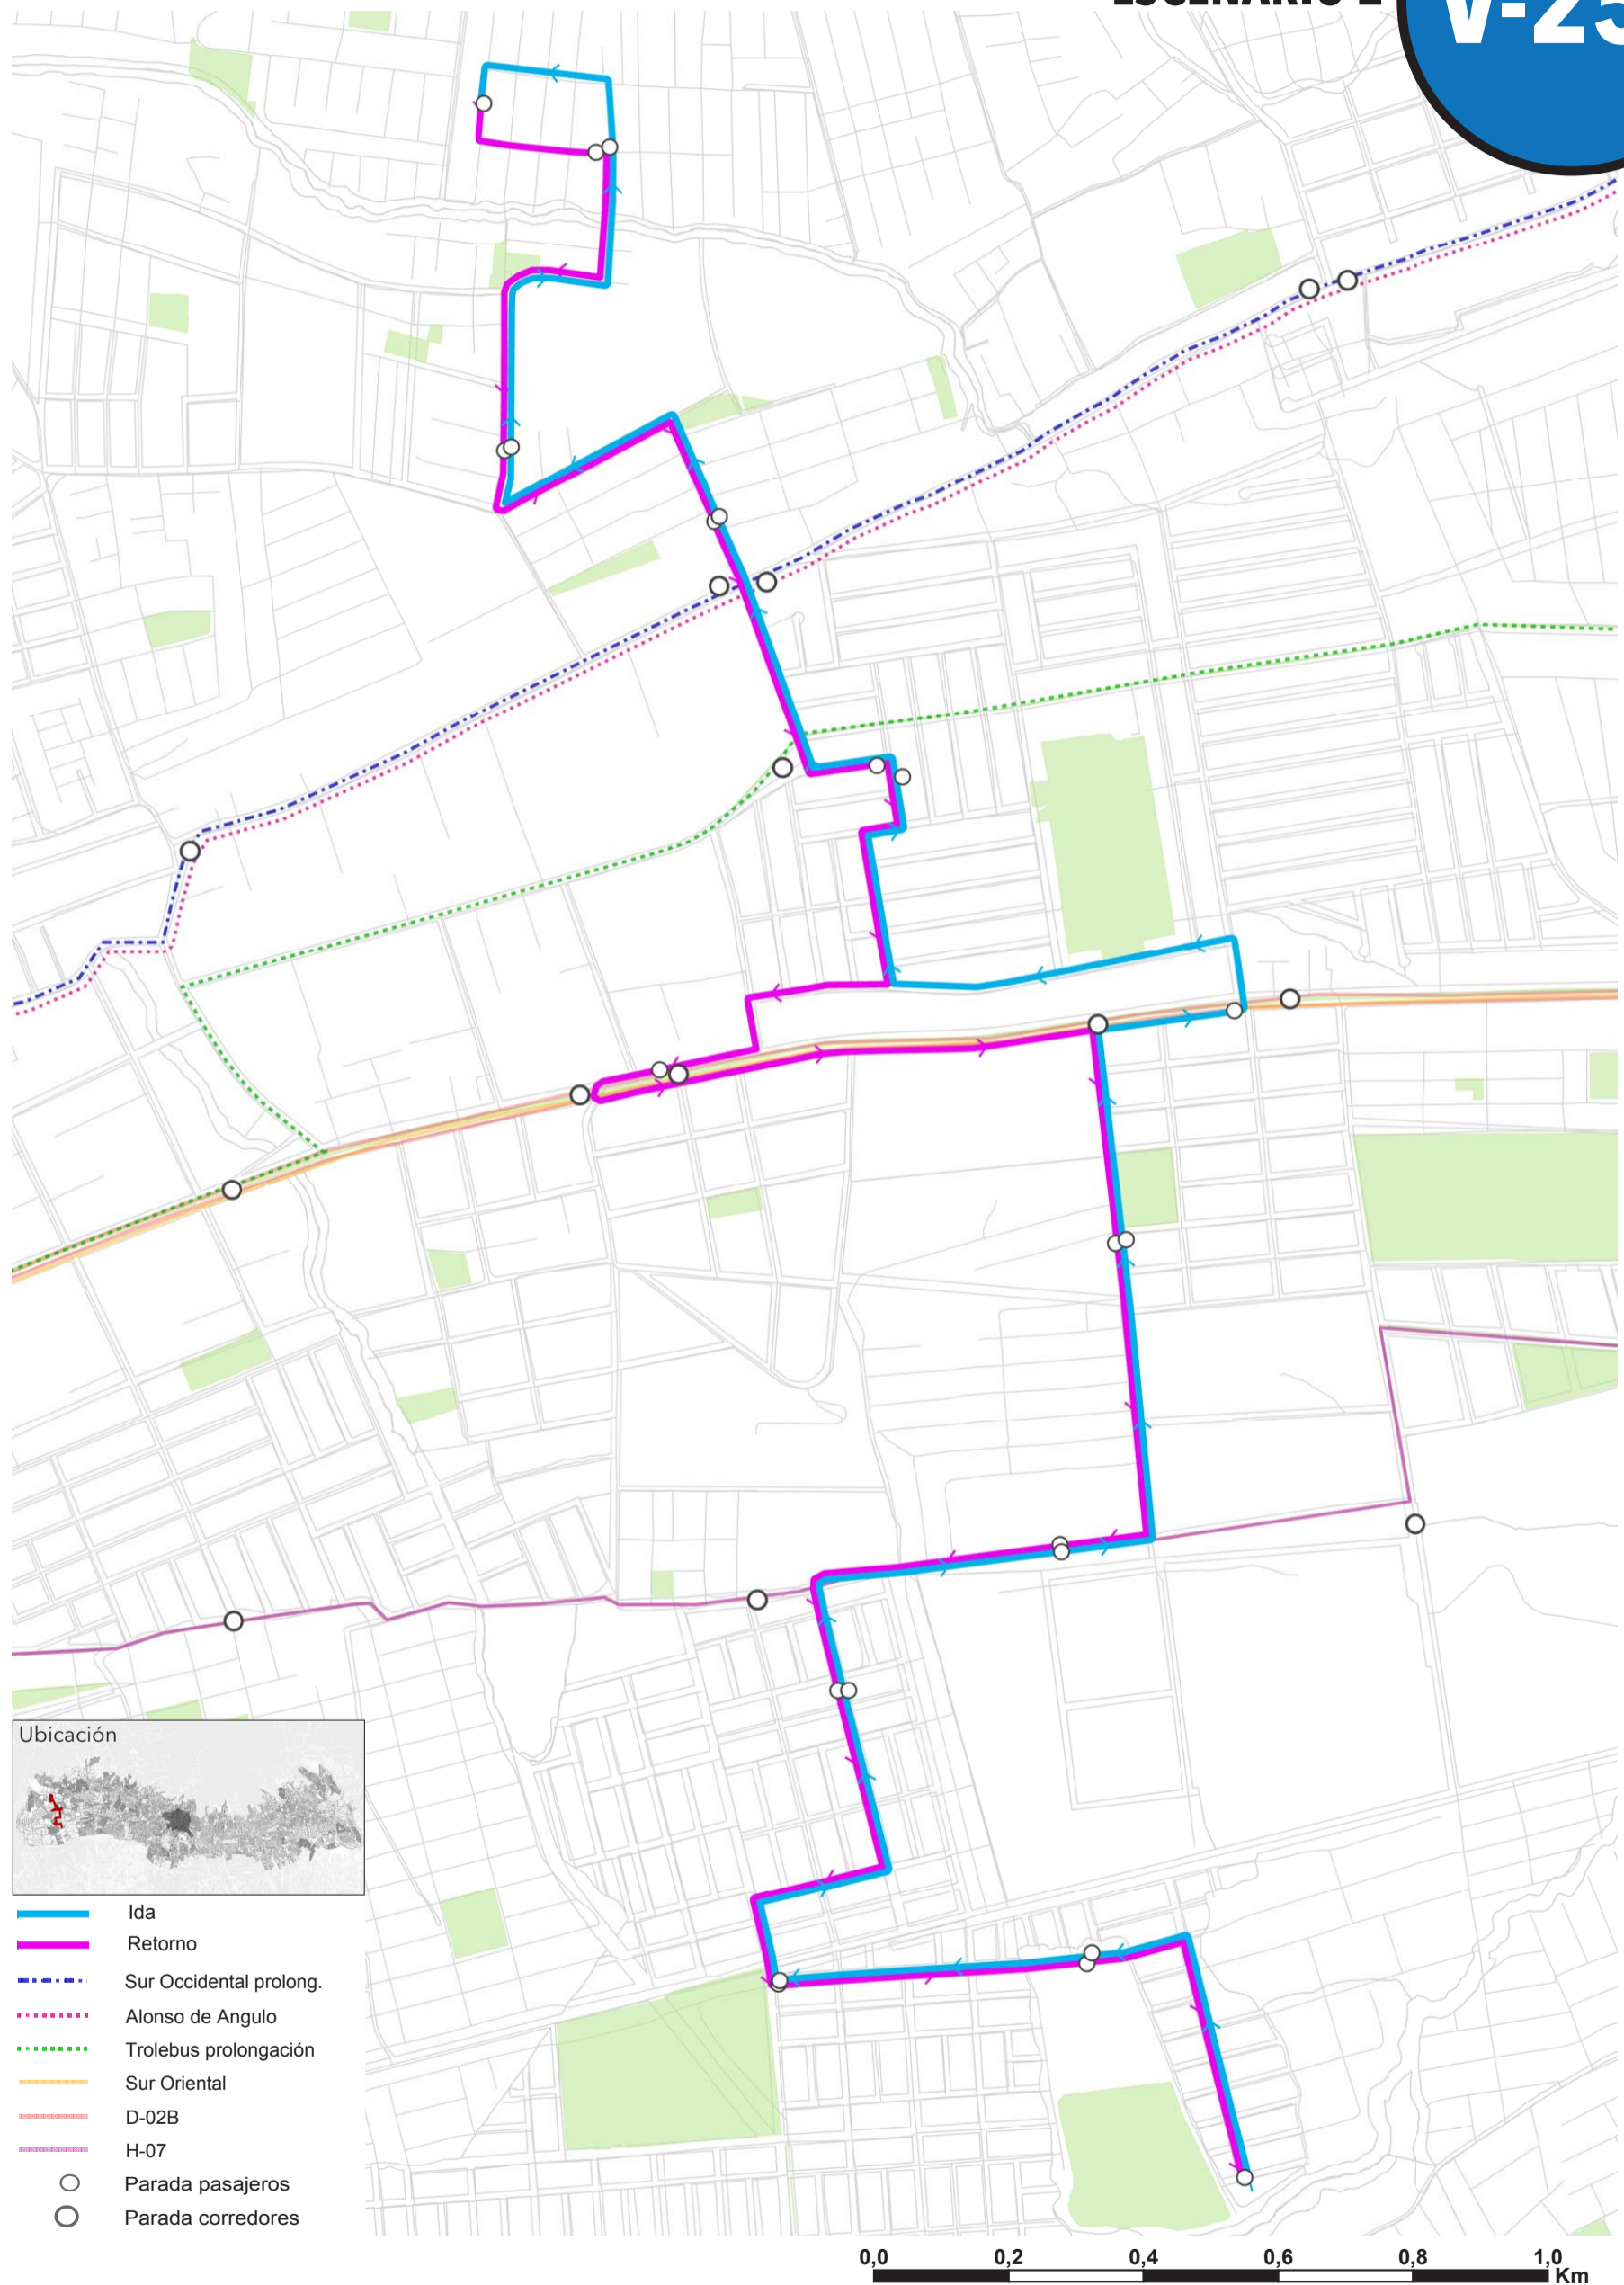 V-25
Ubicación
Ida
Retorno
Sur Occidental prolong.
Alonso de Angulo
Trolebus prolongación
Sur Oriental
D-02B
H-07
Parada pasajeros
Parada corredores
0,0 0,2 0,4 0,6 0,8 1,0
Km